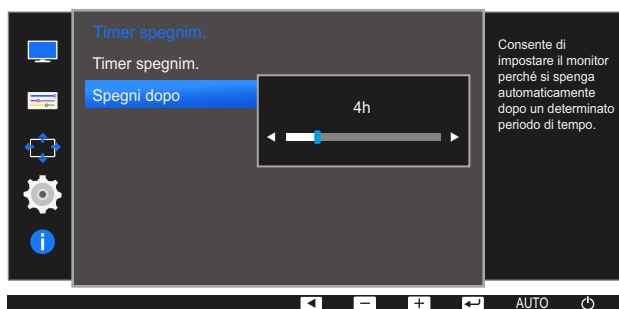 Timer spegnim.
Timer spegnim.
Spegni dopo
4h
Consente di
impostare il monitor
perché si spenga
automaticamente
dopo un determinato
periodo di tempo.
AUTO